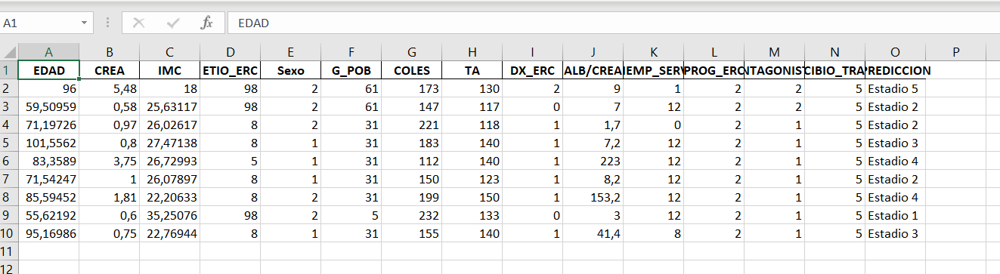 A1 fx EDAD
A B C D E F G H I J K L M N O P
1 EDAD CREA IMC ETIO_ERC Sexo G_POB COLES TA DX_ERC ALB/CREA IEMP_SERV PROG_ERC NTAGONIST CIBIO_TRA PREDICCION
2 96 5,48 18 98 2 61 173 130 2 9 1 2 2 5 Estadio 5
3 59,50959 0,58 25,63117 98 2 61 147 117 0 7 12 2 2 5 Estadio 2
4 71,19726 0,97 26,02617 8 2 31 221 118 1 1,7 0 2 1 5 Estadio 2
5 101,5562 0,8 27,47138 8 1 31 183 140 1 7,2 12 2 1 5 Estadio 3
6 83,3589 3,75 26,72993 5 1 31 112 140 1 223 12 2 1 5 Estadio 4
7 71,54247 1 26,07897 8 1 31 150 123 1 8,2 12 2 1 5 Estadio 2
8 85,59452 1,81 22,20633 8 2 31 199 150 1 153,2 12 2 1 5 Estadio 4
9 55,62192 0,6 35,25076 98 2 5 232 133 0 3 12 2 1 5 Estadio 1
10 95,16986 0,75 22,76944 8 1 31 155 140 1 41,4 8 2 1 5 Estadio 3
11
12